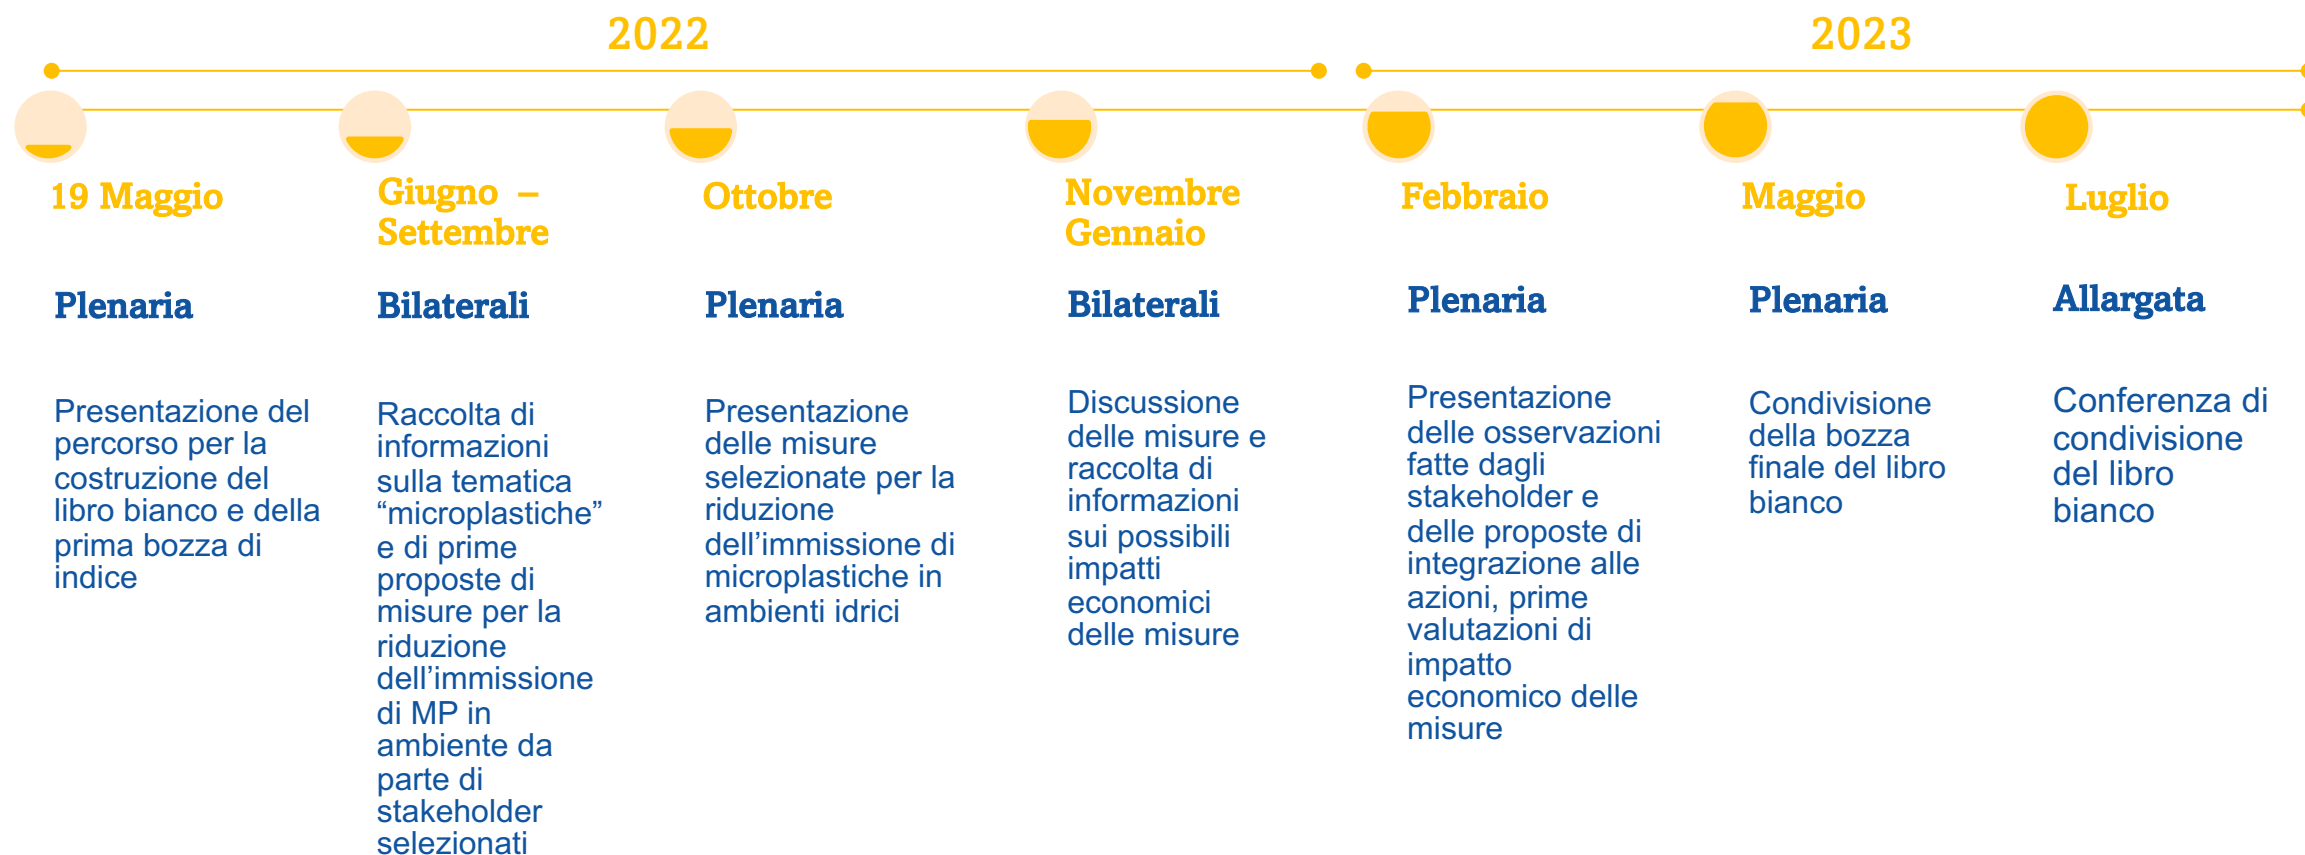 2022
2023
19 Maggio
Plenaria
Presentazione del
percorso per la
costruzione del
libro bianco e della
prima bozza di
indice
Giugno –
Settembre
Bilaterali
Raccolta di
informazioni
sulla tematica
“microplastiche”
e di prime
proposte di
misure per la
riduzione
dell’immissione
di MP in
ambiente da
parte di
stakeholder
selezionati
Ottobre
Plenaria
Presentazione
delle misure
selezionate per la
riduzione
dell’immissione di
microplastiche in
ambienti idrici
Novembre
Gennaio
Bilaterali
Discussione
delle misure e
raccolta di
informazioni
sui possibili
impatti
economici
delle misure
Febbraio
Plenaria
Presentazione
delle osservazioni
fatte dagli
stakeholder e
delle proposte di
integrazione alle
azioni, prime
valutazioni di
impatto
economico delle
misure
Maggio
Plenaria
Condivisione
della bozza
finale del libro
bianco
Luglio
Allargata
Conferenza di
condivisione
del libro
bianco